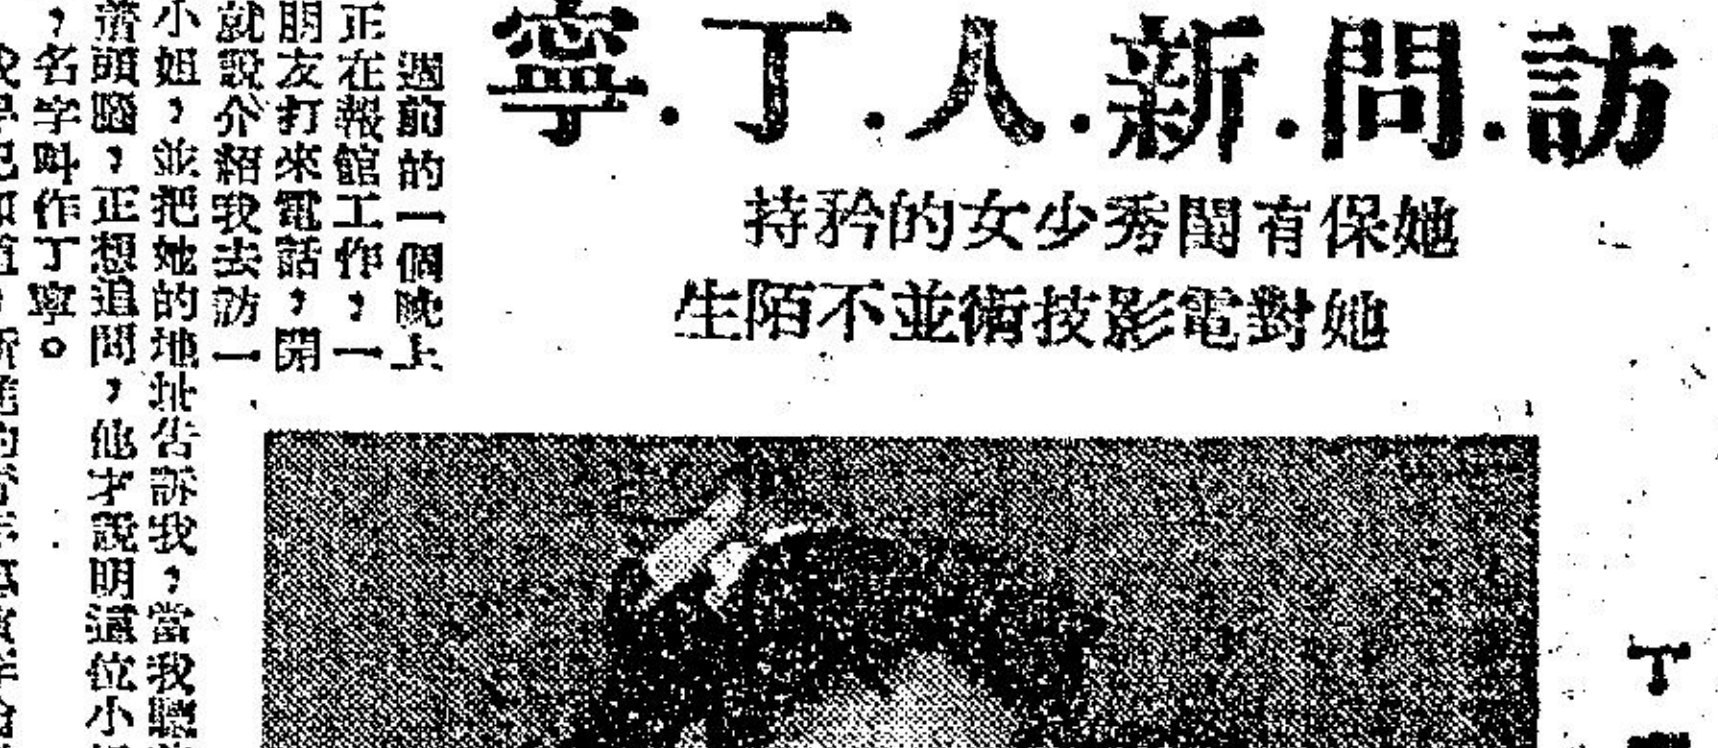 訪.問.新.人.丁.寧
她保有閨秀少女的矜持
她對電影技術並不陌生
丁
週前的一個晚上
正在報館工作，一
朋友打來電話，開
就說介紹我去訪一
小姐，並把她的地址告訴我，當我聽
着頭腦，正想追問，他才說明這位小
，名字叫作丁寧。